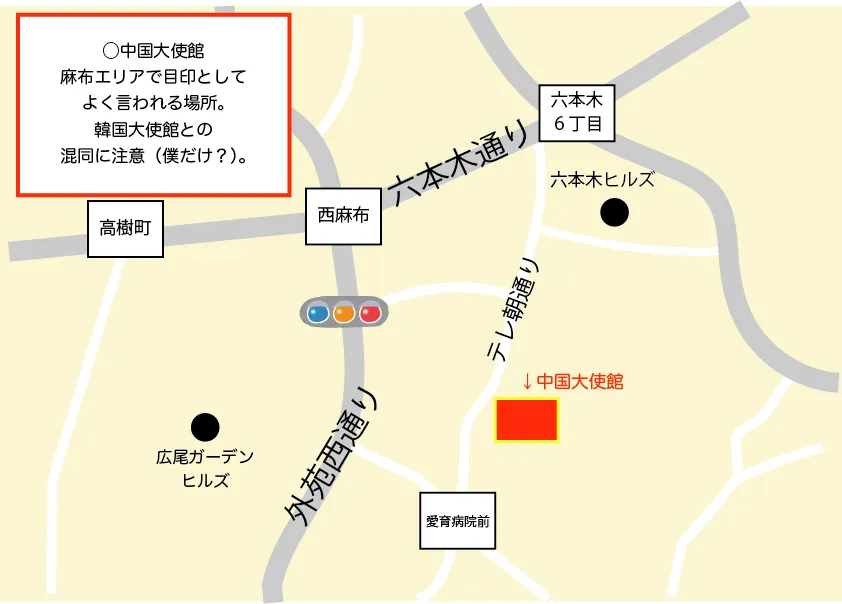 ○中国大使館
麻布エリアで目印として
よく言われる場所。
韓国大使館との
混同に注意（僕だけ？）。
六本木
６丁目
六本木通り
六本木ヒルズ
西麻布
高樹町
テレ朝通り
↓中国大使館
外苑西通り
広尾ガーデン
ヒルズ
愛育病院前